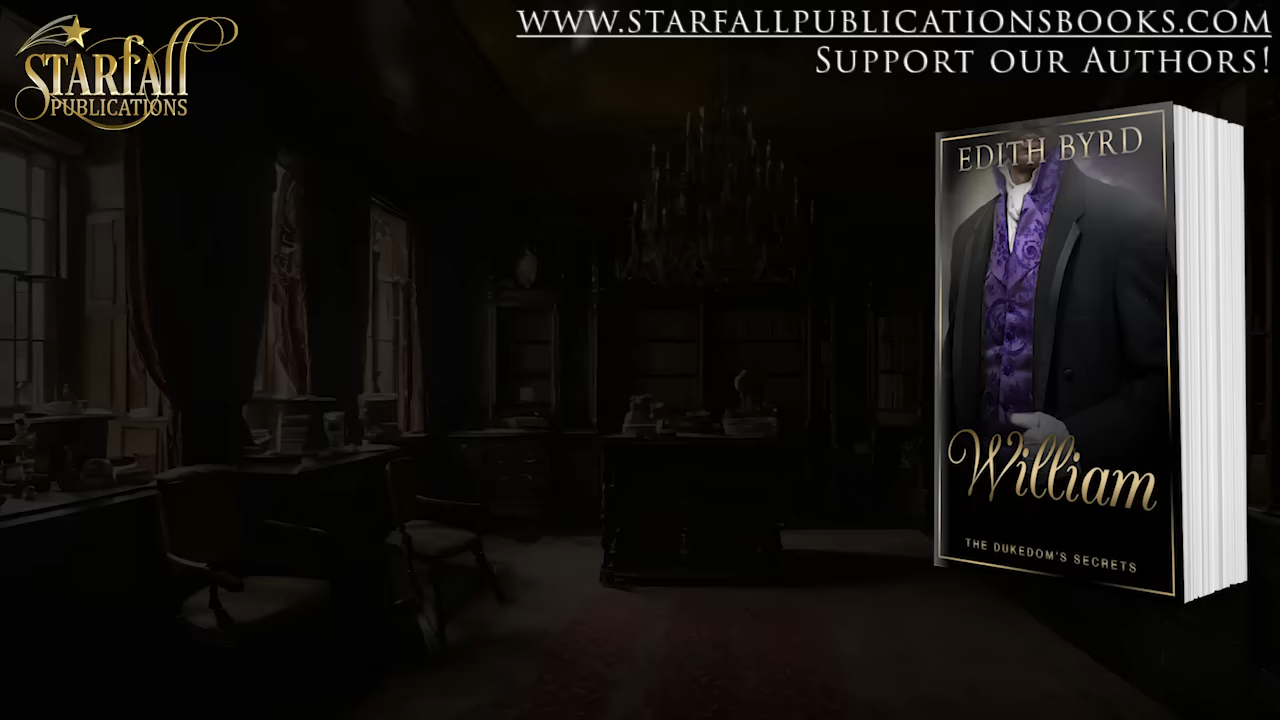 STARfall
PUBLICATIONS
WWW.STARFALLPUBLICATIONSBOOKS.COM
SUPPORT OUR AUTHORS!
EDITH BYRD
William
THE DUKEDOM'S SECRETS